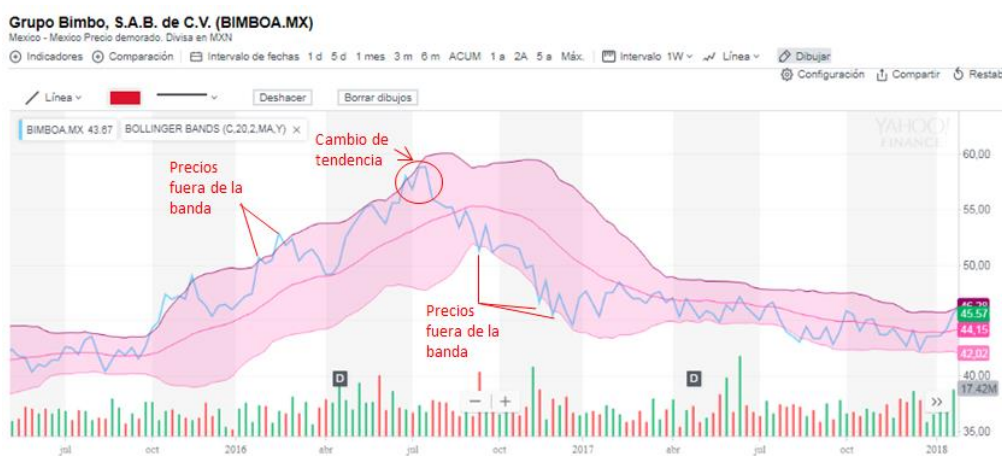 Grupo Bimbo, S.A.B. de C.V. (BIMBOA.MX)
Mexico - Mexico Precio demorado. Divisa en MXN
Indicadores Comparación Intervalo de fechas 1 d 5 d 1 mes 3 m 6 m ACUM 1 a 2A 5 a Máx. Intervalo 1W Línea Dibujar
Configuración Compartir Restab
Línea Deshacer Borrar dibujos
BIMBOA.MX 43.67 BOLLINGER BANDS (C,20,2,MA,Y) ×
YAHOO!
FINANCE
Cambio de
tendencia
Precios
fuera de la
banda
Precios
fuera de la
banda
60,00
55,00
50,00
46,28
45,57
44,15
42,02
40,00
17.42M
35,00
D D
jul oct 2016 abr jul oct 2017 abr jul oct 2018